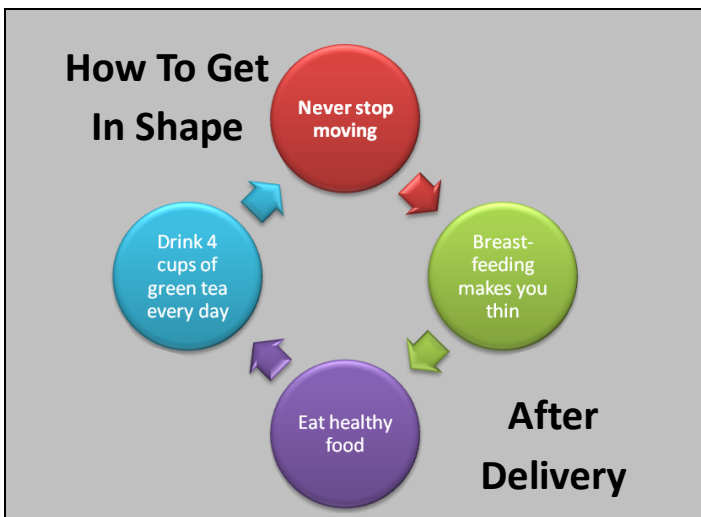 How To Get
In Shape
Never stop
moving
Breast-
feeding
makes you
thin
Eat healthy
food
Drink 4
cups of
green tea
every day
After
Delivery